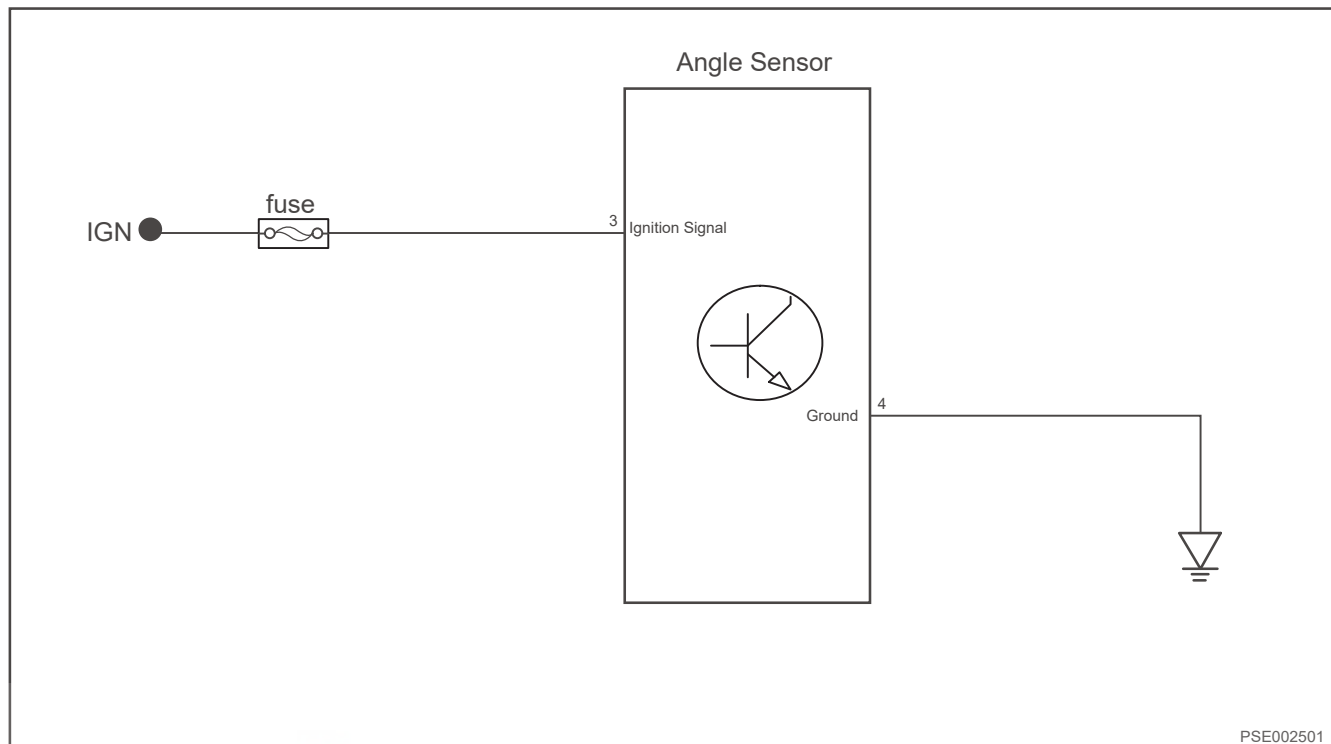 Angle Sensor
fuse
IGN
3
Ignition Signal
4
Ground
PSE002501